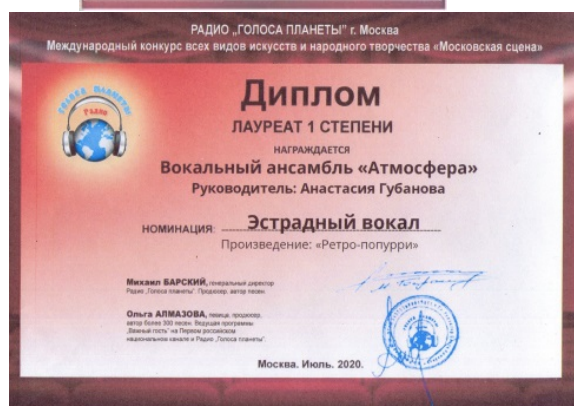 РАДИО „ГОЛОСА ПЛАНЕТЫ" г. Москва
Международный конкурс всех видов искусств и народного творчества «Московская сцена»
ГОЛОСА ПЛАНЕТЫ
РАДИО
Диплом
ЛАУРЕАТ 1 СТЕПЕНИ
НАГРАЖДАЕТСЯ
Вокальный ансамбль «Атмосфера»
Руководитель: Анастасия Губанова
НОМИНАЦИЯ: Эстрадный вокал
Произведение: «Ретро-попурри»
Михаил БАРСКИЙ, генеральный директор
Радио „Голоса планеты". Продюсер, автор песен
Ольга АЛМАЗОВА, певица, продюсер,
автор более 300 песен. Ведущая программы
„Важный гость" на Первом российском
национальном канале и Радио „Голоса планеты".
Москва. Июль. 2020.